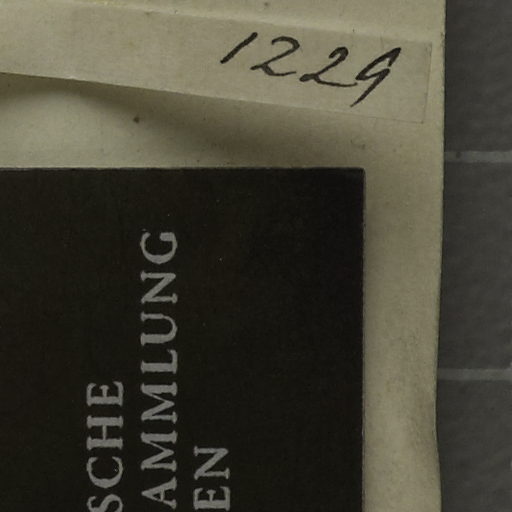 1229
SCHE
AMMLUNG
EN